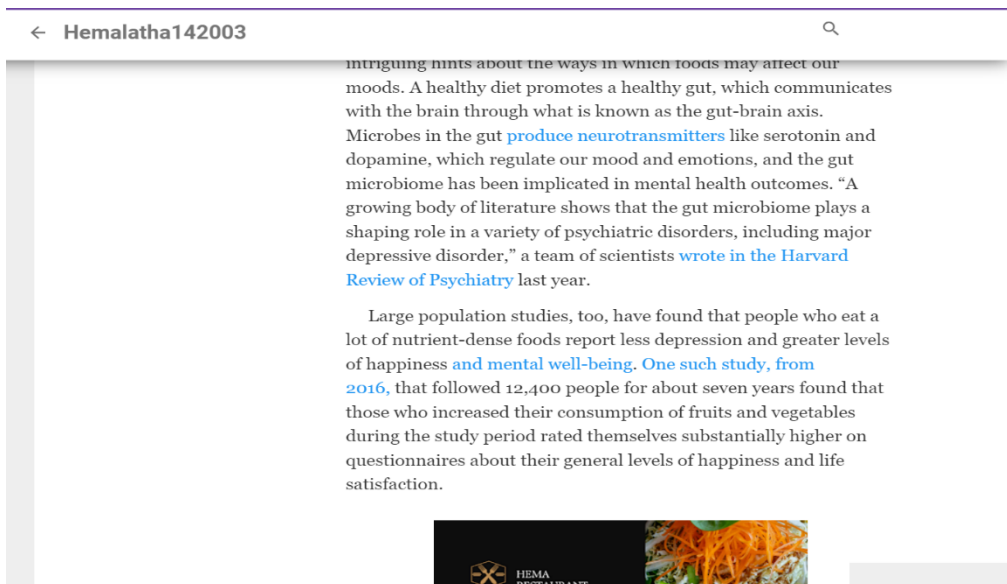 Hemalatha142003
intriguing hints about the ways in which foods may affect our
moods. A healthy diet promotes a healthy gut, which communicates
with the brain through what is known as the gut-brain axis.
Microbes in the gut produce neurotransmitters like serotonin and
dopamine, which regulate our mood and emotions, and the gut
microbiome has been implicated in mental health outcomes. “A
growing body of literature shows that the gut microbiome plays a
shaping role in a variety of psychiatric disorders, including major
depressive disorder,” a team of scientists wrote in the Harvard
Review of Psychiatry last year.
Large population studies, too, have found that people who eat a
lot of nutrient-dense foods report less depression and greater levels
of happiness and mental well-being. One such study, from
2016, that followed 12,400 people for about seven years found that
those who increased their consumption of fruits and vegetables
during the study period rated themselves substantially higher on
questionnaires about their general levels of happiness and life
satisfaction.
HEMA
RESTAURANT